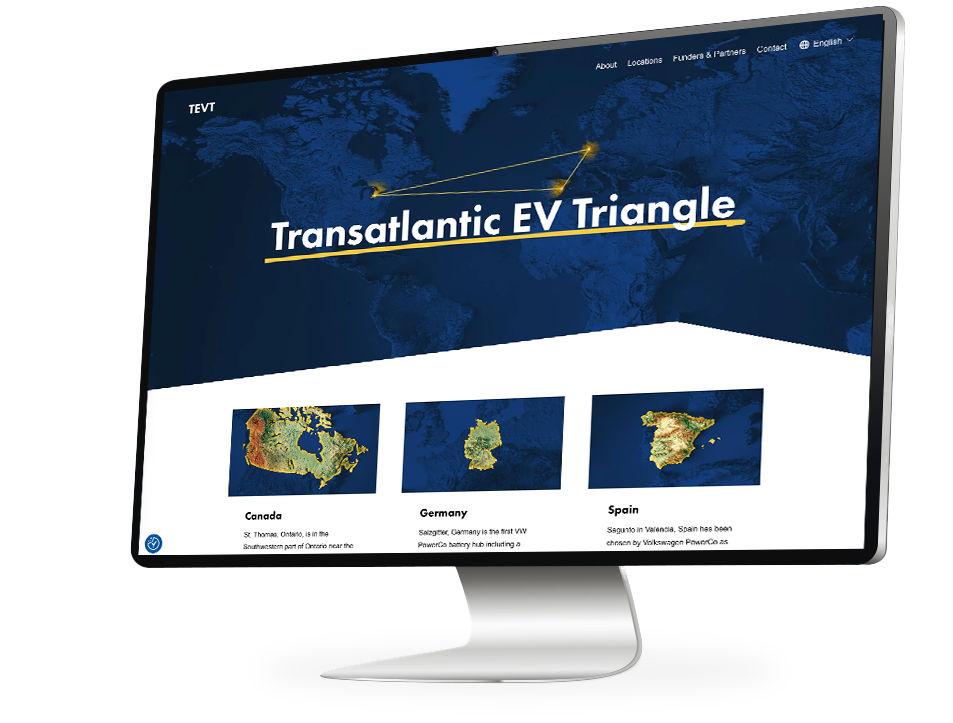 TEVT
About Locations Funders & Partners Contact English
Transatlantic EV Triangle
Canada
St. Thomas, Ontario, is in the
Southwestern part of Ontario near the
Germany
Salzgitter, Germany is the first VW
PowerCo battery hub including a
Spain
Sagunto in Valencia, Spain has been
chosen by Volkswagen PowerCo as